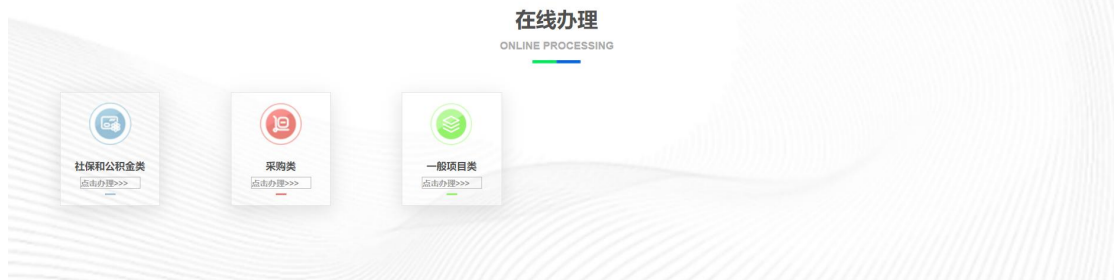 在线办理
ONLINE PROCESSING
社保和公积金类
采购类
一般项目类
点击办理>>>
点击办理>>>
点击办理>>>